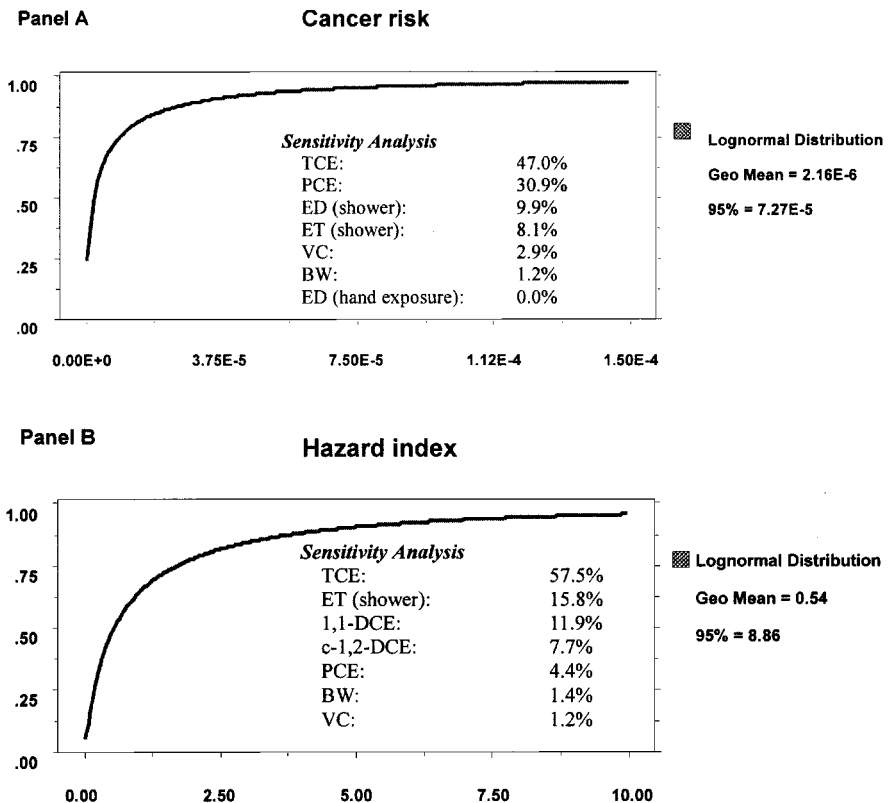 Panel A
Cancer risk
1.00
.75
.50
.25
.00
Sensitivity Analysis
TCE: 47.0%
PCE: 30.9%
ED (shower): 9.9%
ET (shower): 8.1%
VC: 2.9%
BW: 1.2%
ED (hand exposure): 0.0%
Lognormal Distribution
Geo Mean = 2.16E-6
95% = 7.27E-5
0.00E+0 3.75E-5 7.50E-5 1.12E-4 1.50E-4
Panel B
Hazard index
1.00
.75
.50
.25
.00
Sensitivity Analysis
TCE: 57.5%
ET (shower): 15.8%
1,1-DCE: 11.9%
c-1,2-DCE: 7.7%
PCE: 4.4%
BW: 1.4%
VC: 1.2%
Lognormal Distribution
Geo Mean = 0.54
95% = 8.86
0.00 2.50 5.00 7.50 10.00